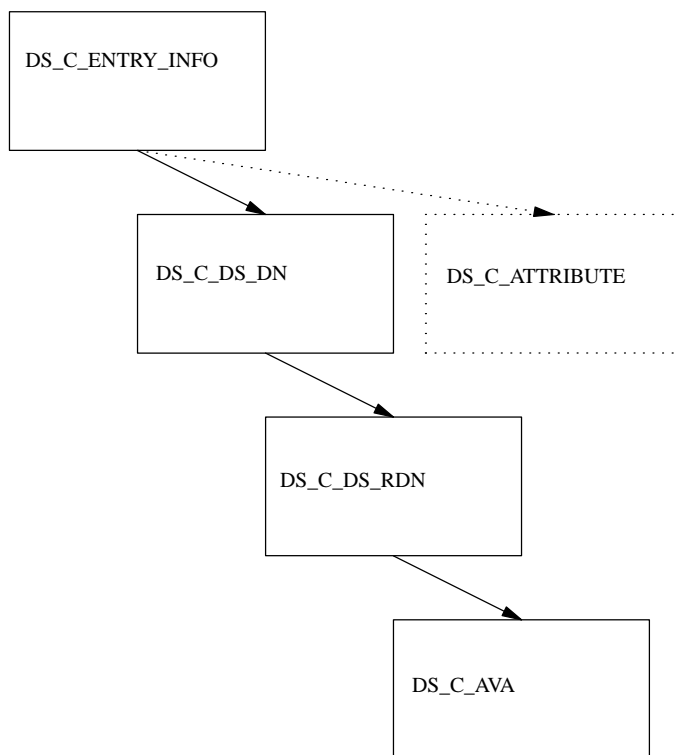 DS_C_ENTRY_INFO
DS_C_DS_DN
DS_C_ATTRIBUTE
DS_C_DS_RDN
DS_C_AVA